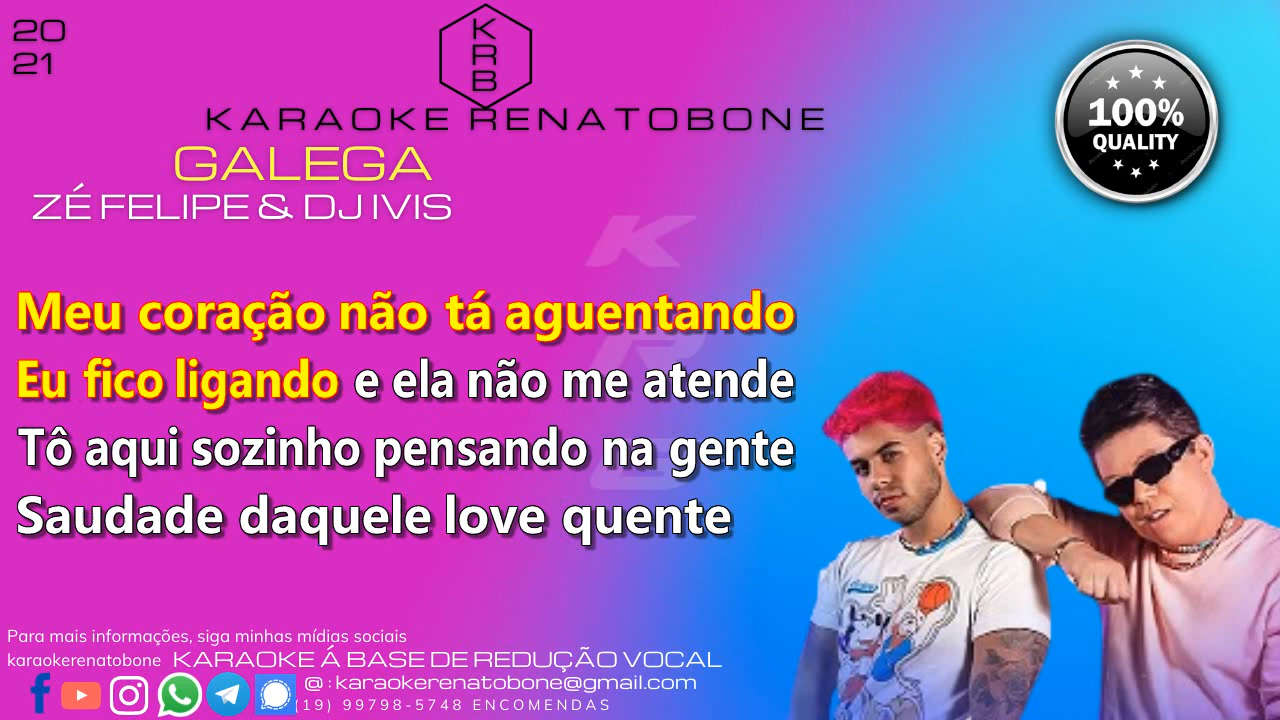 20
21
K
R
B
KARAOKE RENATOBONE
GALEGA
ZÉ FELIPE & DJ IVIS
100%
QUALITY
K
R
B
Meu coração não tá aguentando
Eu fico ligando e ela não me atende
Tô aqui sozinho pensando na gente
Saudade daquele love quente
Para mais informações, siga minhas mídias sociais
karaokerenatobone KARAOKE Á BASE DE REDUÇÃO VOCAL
@ : karaokerenatobone@gmail.com
(19) 99798-5748 ENCOMENDAS